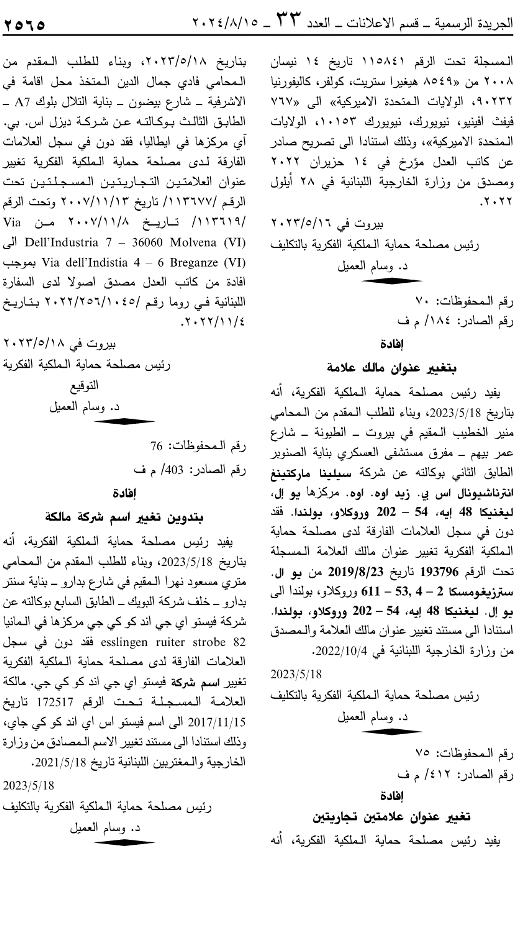 الجريدة الرسمية ــ قسم الاعلانات ــ العدد ٣٣ ــ ٢٠٢٤/٨/١٥
٢٥٦٥
المسجلة تحت الرقم ١١٥٨٤١ تاريخ ١٤ نيسان
٢٠٠٨ من «٨٥٤٩ هيغيرا ستريت، كولفر، كاليفورنيا
٩٠٢٣٢، الولايات المتحدة الاميركية» الى «٧٦٧
فيفث افينيو، نيويورك، نيويورك ١٠١٥٣، الولايات
المتحدة الاميركية»، وذلك استنادا الى تصريح صادر
عن كاتب العدل مؤرخ في ١٤ حزيران ٢٠٢٢
ومصدق من وزارة الخارجية اللبنانية في ٢٨ أيلول
٢٠٢٢.
بيروت في ٢٠٢٣/٥/١٦
رئيس مصلحة حماية الملكية الفكرية بالتكليف
د. وسام العميل
رقم المحفوظات: ٧٠
رقم الصادر: ١٨٤/ م ف
إفادة
بتغيير عنوان مالك علامة
يفيد رئيس مصلحة حماية الملكية الفكرية، أنه
بتاريخ 2023/5/18، وبناء للطلب المقدم من المحامي
منير الخطيب المقيم في بيروت - الطيونة - شارع
عمر بيهم - مفرق مستشفى العسكري بناية الصنوبر
الطابق الثاني بوكالته عن شركة سيلينا ماركتينغ
انترناشيونال اس بي. زيد اوه. اوه. مركزها يو إل،
ليغنيكا 48 إيه، 54 - 202 وروكلاو، بولندا. فقد
دون في سجل العلامات الفارقة لدى مصلحة حماية
الملكية الفكرية تغيير عنوان مالك العلامة المسجلة
تحت الرقم 193796 تاريخ 2019/8/23 من يو ال.
سترزيغومسكا 2 - 4, 53 - 611 وروكلاو، بولندا الى
يو إل. ليغنيكا 48 إيه، 54 - 202 وروكلاو، بولندا.
استنادا الى مستند تغيير عنوان مالك العلامة والمصدق
من وزارة الخارجية اللبنانية في 2022/10/4.
2023/5/18
رئيس مصلحة حماية الملكية الفكرية بالتكليف
د. وسام العميل
رقم المحفوظات: ٧٥
رقم الصادر: ٤١٢/ م ف
إفادة
تغيير عنوان علامتين تجاريتين
يفيد رئيس مصلحة حماية الملكية الفكرية، أنه
بتاريخ ٢٠٢٣/٥/١٨، وبناء للطلب المقدم من
المحامي فادي جمال الدين المتخذ محل اقامة في
الاشرفية - شارع بيضون - بناية التلال بلوك A٧ -
الطابق الثالث بوكالته عن شركة ديزل اس. بي.
آي مركزها في ايطاليا، فقد دون في سجل العلامات
الفارقة لدى مصلحة حماية الملكية الفكرية تغيير
عنوان العلامتين التجاريتين المسجلتين تحت
الرقم /١١٣٦٧٧/ تاريخ ٢٠٠٧/١١/١٣ وتحت الرقم
/١١٣٦١٩/ تاريخ ٢٠٠٧/١١/٨ من Via
Dell'Industria 7 – 36060 Molvena (VI) الى
Via dell'Indistia 4 – 6 Breganze (VI) بموجب
افادة من كاتب العدل مصدق اصولا لدى السفارة
اللبنانية في روما رقم /٢٠٢٢/٢٥٦/١٠٤٥ بتاريخ
٢٠٢٢/١١/٤.
بيروت في ٢٠٢٣/٥/١٨
رئيس مصلحة حماية الملكية الفكرية
التوقيع
د. وسام العميل
رقم المحفوظات: 76
رقم الصادر: 403/ م ف
إفادة
بتدوين تغيير اسم شركة مالكة
يفيد رئيس مصلحة حماية الملكية الفكرية، أنه
بتاريخ 2023/5/18، وبناء للطلب المقدم من المحامي
متري مسعود نهرا المقيم في شارع بدارو - بناية سنتر
بدارو - خلف شركة البويك - الطابق السابع بوكالته عن
شركة فيستو اي جي اند كو كي جي مركزها في المانيا
esslingen ruiter strobe 82 فقد دون في سجل
العلامات الفارقة لدى مصلحة حماية الملكية الفكرية
تغيير اسم شركة فيستو اي جي اند كو كي جي. مالكة
العلامة المسجلة تحت الرقم 172517 تاريخ
2017/11/15 الى اسم فيستو اس اي اند كو كي جاي،
وذلك استنادا الى مستند تغيير الاسم المصادق من وزارة
الخارجية والمغتربين اللبنانية تاريخ 2021/5/18.
2023/5/18
رئيس مصلحة حماية الملكية الفكرية بالتكليف
د. وسام العميل